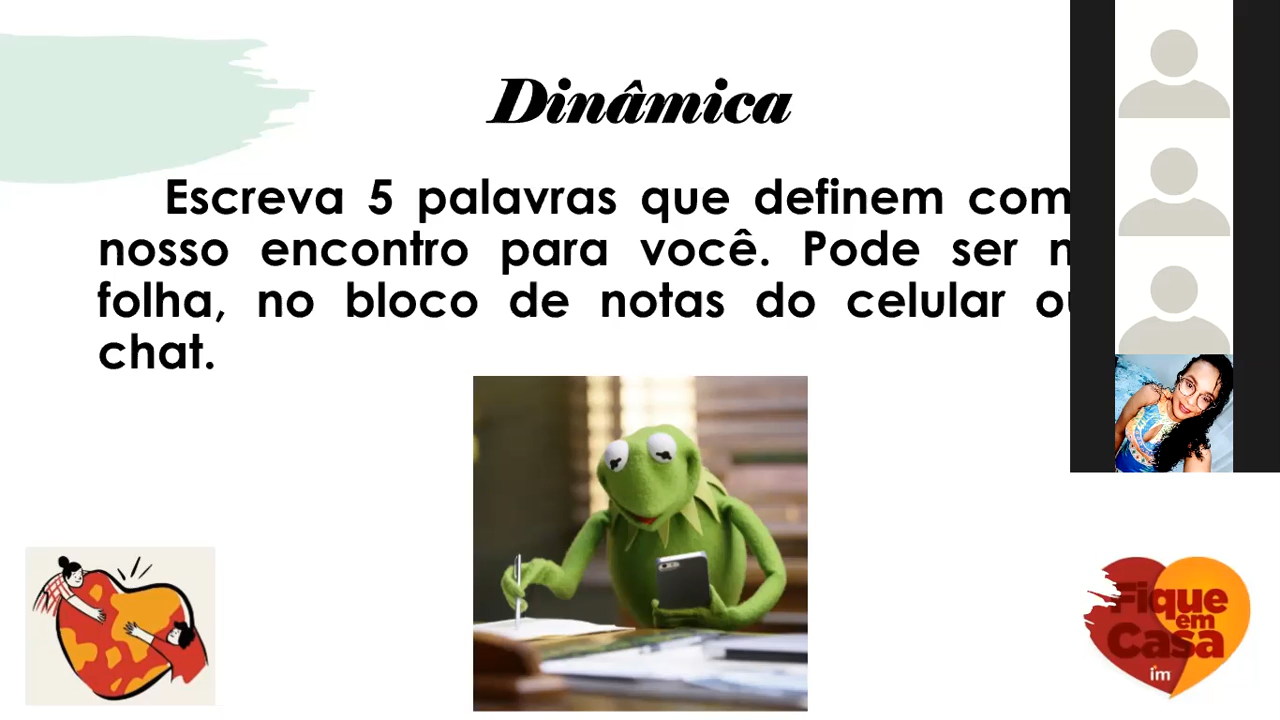 Dinâmica
Escreva 5 palavras que definem com
nosso encontro para você. Pode ser n
folha, no bloco de notas do celular ou
chat.
Fique
em
Casa
im